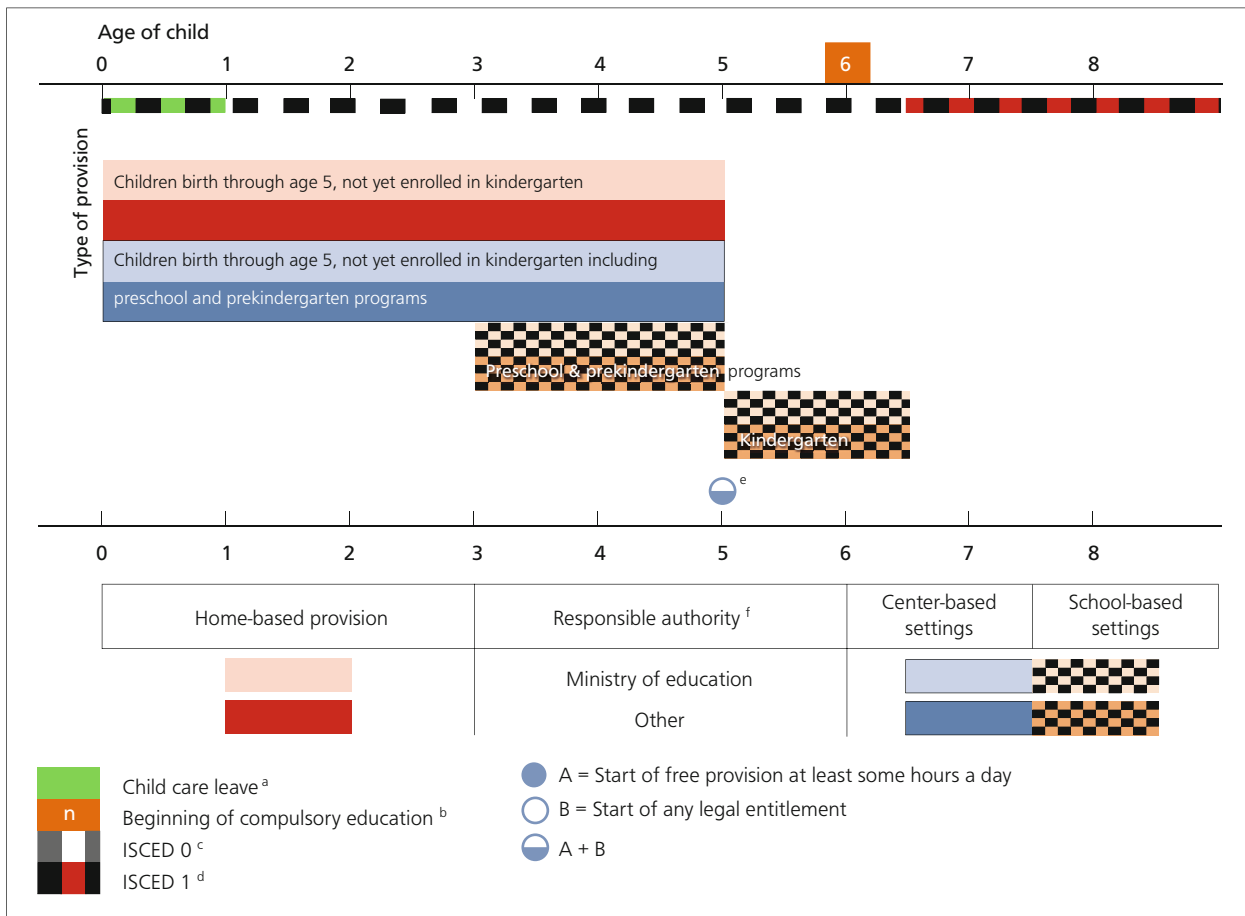 Age of child
0 1 2 3 4 5 6 7 8
Type of provision
Children birth through age 5, not yet enrolled in kindergarten
Children birth through age 5, not yet enrolled in kindergarten including
preschool and prekindergarten programs
Preschool & prekindergarten programs
Kindergarten
e
0 1 2 3 4 5 6 7 8
Home-based provision
Responsible authority f
Center-based
settings
School-based
settings
Ministry of education
Other
Child care leave a
n Beginning of compulsory education b
ISCED 0 c
ISCED 1 d
A = Start of free provision at least some hours a day
B = Start of any legal entitlement
A + B